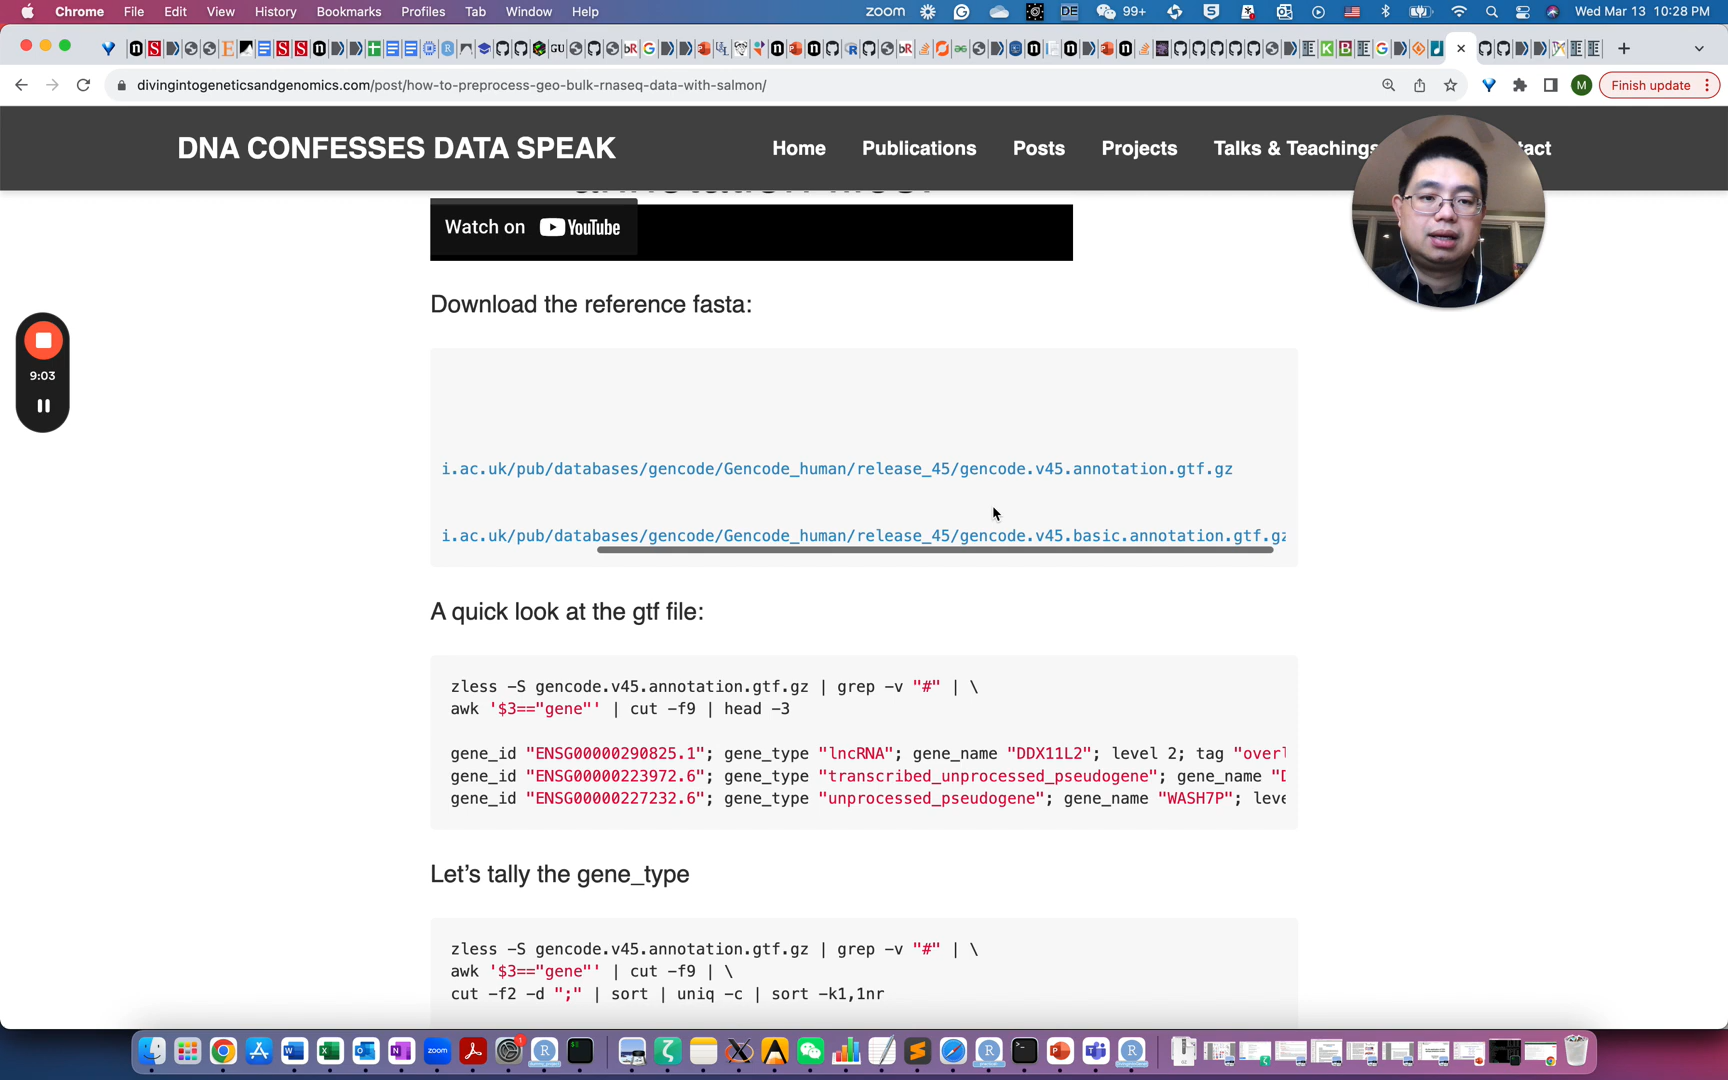 Chrome File Edit View History Bookmarks Profiles Tab Window Help zoom DE 99+ Wed Mar 13 10:28 PM
divingintogeneticsandgenomics.com/post/how-to-preprocess-geo-bulk-rnaseq-data-with-salmon/ M Finish update
DNA CONFESSES DATA SPEAK Home Publications Posts Projects Talks & Teachings
Watch on YouTube
Download the reference fasta:
9:03
i.ac.uk/pub/databases/gencode/Gencode_human/release_45/gencode.v45.annotation.gtf.gz
i.ac.uk/pub/databases/gencode/Gencode_human/release_45/gencode.v45.basic.annotation.gtf.gz
A quick look at the gtf file:
zless -S gencode.v45.annotation.gtf.gz | grep -v "#" | \
awk '$3=="gene"' | cut -f9 | head -3
gene_id "ENSG00000290825.1"; gene_type "lncRNA"; gene_name "DDX11L2"; level 2; tag "overl
gene_id "ENSG00000223972.6"; gene_type "transcribed_unprocessed_pseudogene"; gene_name "D
gene_id "ENSG00000227232.6"; gene_type "unprocessed_pseudogene"; gene_name "WASH7P"; leve
Let's tally the gene_type
zless -S gencode.v45.annotation.gtf.gz | grep -v "#" | \
awk '$3=="gene"' | cut -f9 | \
cut -f2 -d ";" | sort | uniq -c | sort -k1,1nr